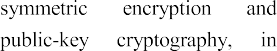 symmetric encryption and
public-key cryptography, in